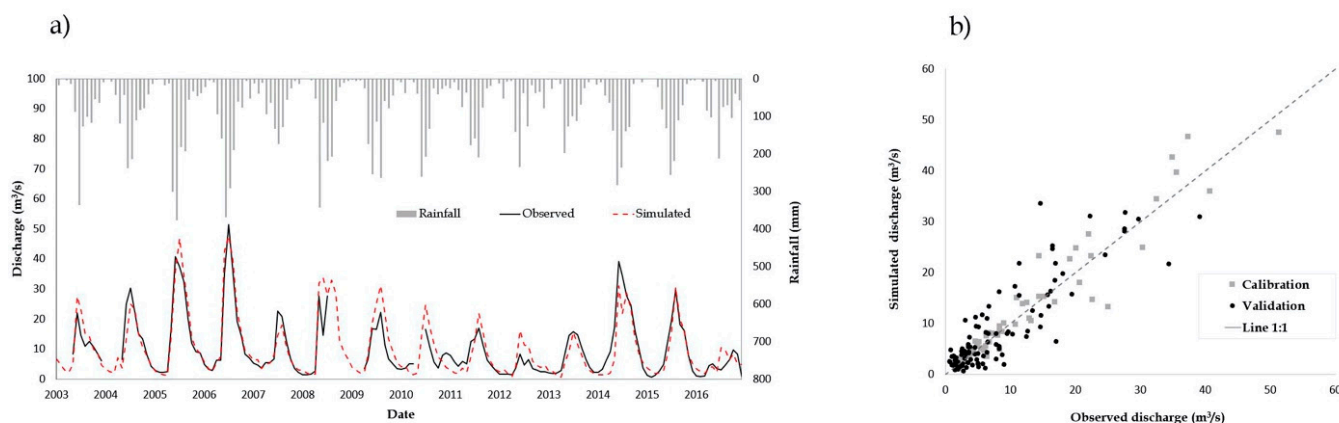 a)
100
90
80
70
60
50
40
30
20
10
0
Discharge (m³/s)
0
100
200
300
400
500
600
700
800
Rainfall (mm)
Rainfall Observed Simulated
2003 2004 2005 2006 2007 2008 2009 2010 2011 2012 2013 2014 2015 2016
Date
b)
60
50
40
30
20
10
0
Simulated discharge (m³/s)
Calibration
Validation
Line 1:1
0 10 20 30 40 50 60
Observed discharge (m³/s)